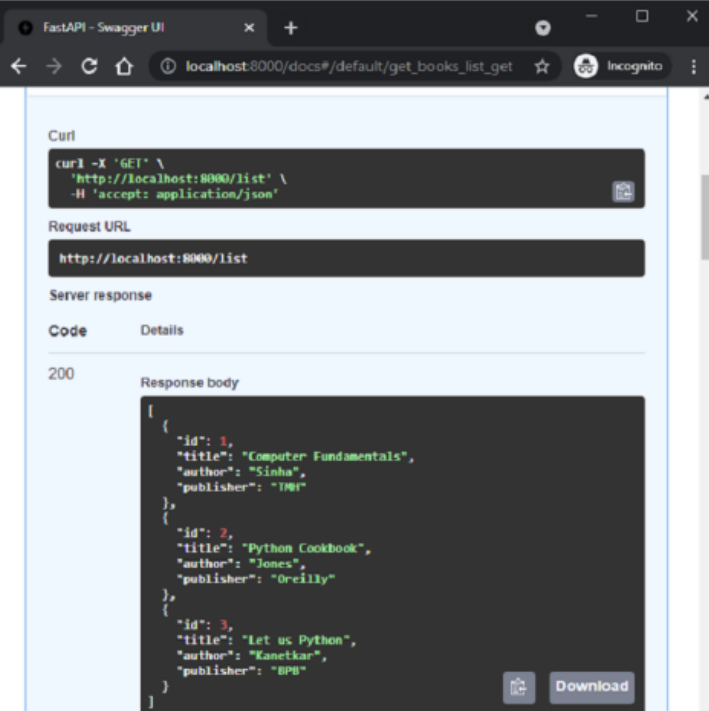 FastAPI - Swagger UI
localhost:8000/docs#/default/get_books_list_get
Incognito
Curl
curl -X 'GET' \
  'http://localhost:8000/list' \
  -H 'accept: application/json'
Request URL
http://localhost:8000/list
Server response
Code Details
200
Response body
[
  {
    "id": 1,
    "title": "Computer Fundamentals",
    "author": "Sinha",
    "publisher": "TMH"
  },
  {
    "id": 2,
    "title": "Python Cookbook",
    "author": "Jones",
    "publisher": "Oreilly"
  },
  {
    "id": 3,
    "title": "Let us Python",
    "author": "Kanetkar",
    "publisher": "BPB"
  }
]
Download